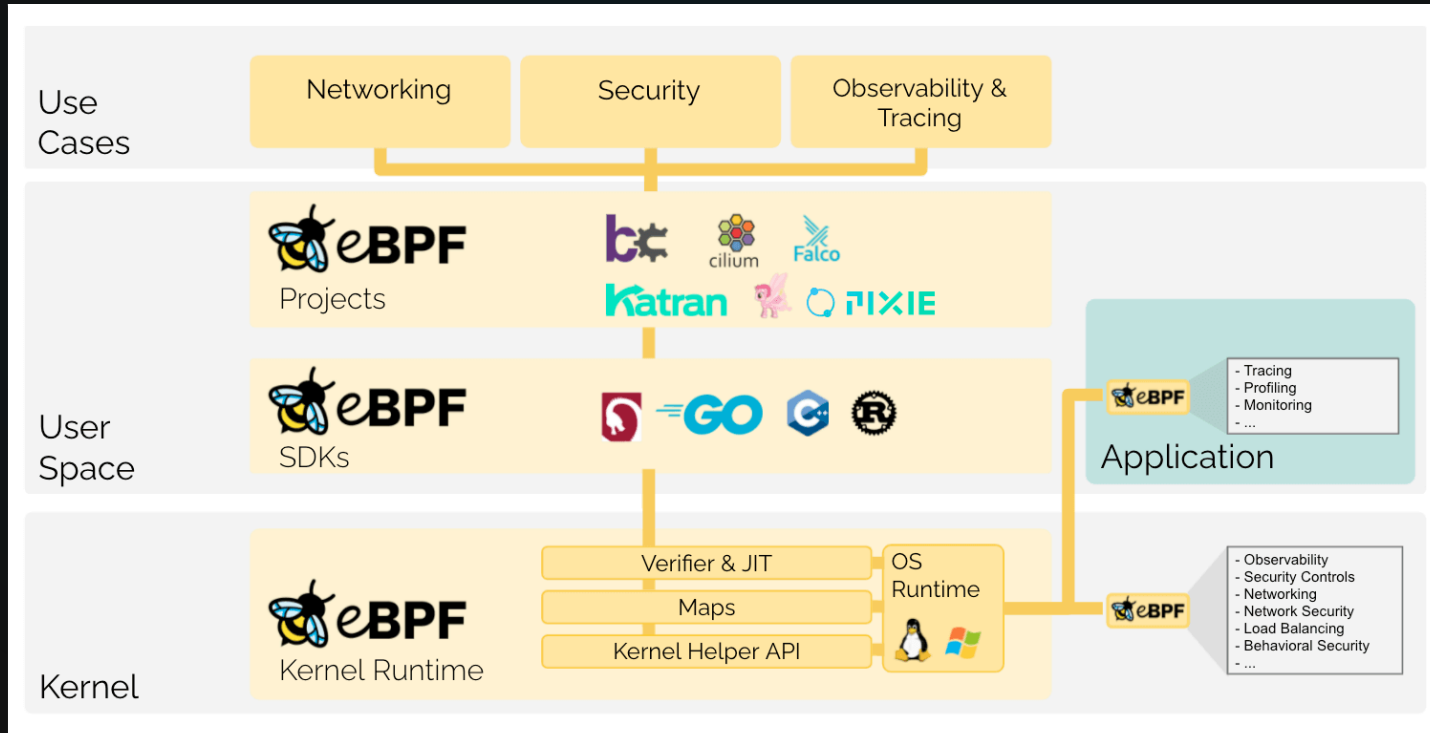 Use
Cases
Networking
Security
Observability &
Tracing
User
Space
eBPF
Projects
bc
cilium
Falco
Katran
PIXIE
eBPF
SDKs
GO
C++
R
eBPF
- Tracing
- Profiling
- Monitoring
- ...
Application
Kernel
eBPF
Kernel Runtime
Verifier & JIT
Maps
Kernel Helper API
OS
Runtime
eBPF
- Observability
- Security Controls
- Networking
- Network Security
- Load Balancing
- Behavioral Security
- ...